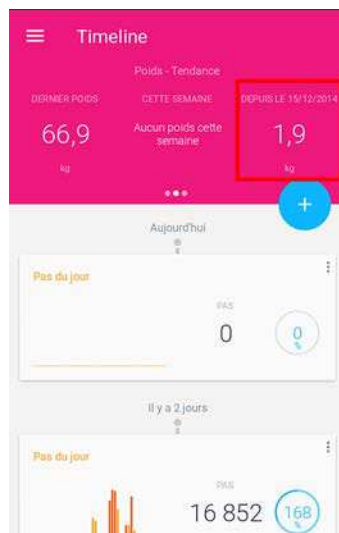 Timeline
Poids - Tendance
DERNIER POIDS
CETTE SEMAINE
DEPUIS LE 15/12/2014
66,9
Aucun poids cette
semaine
1,9
kg
kg
+
Aujourd'hui
Pas du jour
PAS
0
0
%
Il y a 2 jours
Pas du jour
PAS
16 852
168
%